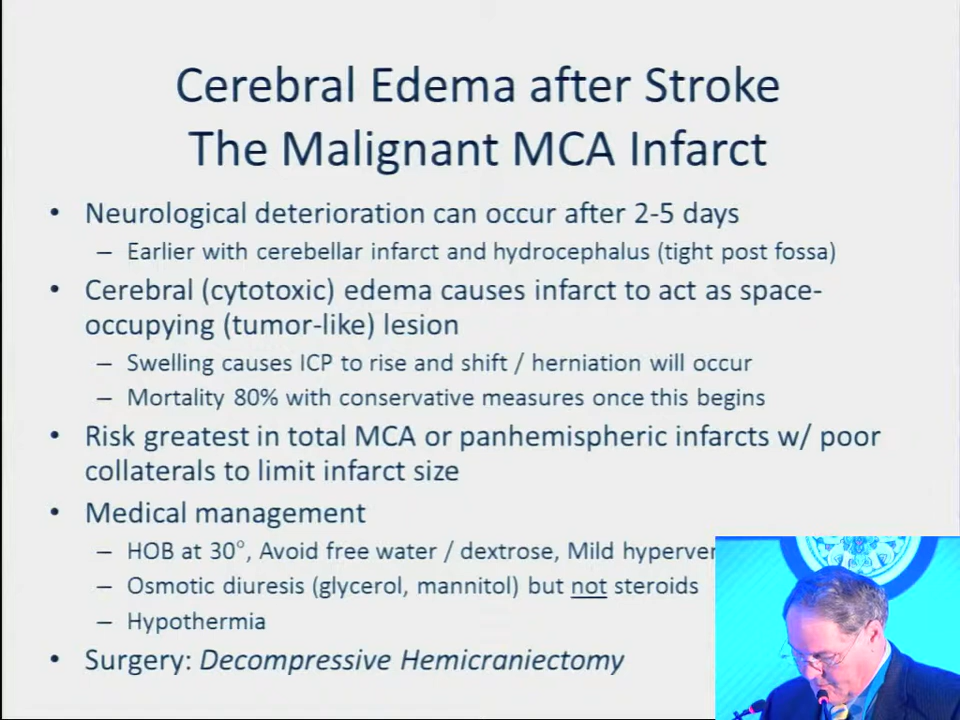 Cerebral Edema after Stroke
The Malignant MCA Infarct
• Neurological deterioration can occur after 2-5 days
– Earlier with cerebellar infarct and hydrocephalus (tight post fossa)
• Cerebral (cytotoxic) edema causes infarct to act as space-
occupying (tumor-like) lesion
– Swelling causes ICP to rise and shift / herniation will occur
– Mortality 80% with conservative measures once this begins
• Risk greatest in total MCA or panhemispheric infarcts w/ poor
collaterals to limit infarct size
• Medical management
– HOB at 30°, Avoid free water / dextrose, Mild
– Osmotic diuresis (glycerol, mannitol) but not steroids
– Hypothermia
• Surgery: Decompressive Hemicraniectomy